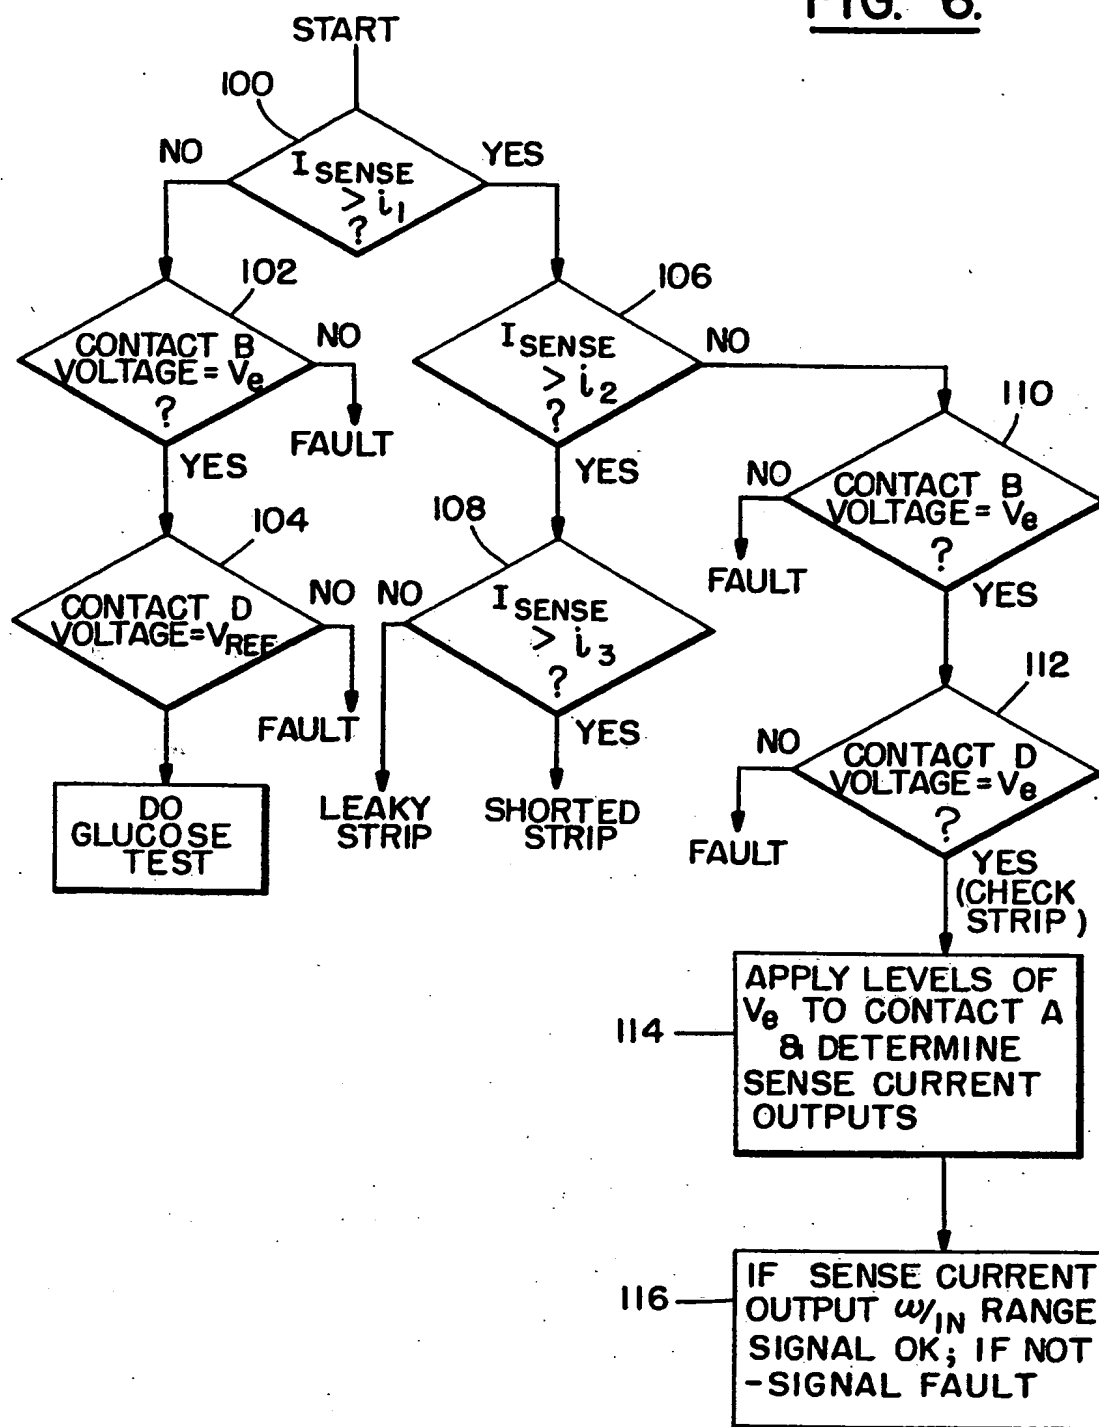 FIG. 6.
START
100
NO
YES
I SENSE
> i1
?
102
CONTACT B
VOLTAGE = Ve
?
NO
FAULT
YES
106
I SENSE
> i2
?
NO
YES
110
CONTACT B
VOLTAGE = Ve
?
NO
FAULT
YES
104
CONTACT D
VOLTAGE = VREF
?
NO
FAULT
DO
GLUCOSE
TEST
108
I SENSE
> i3
?
NO
LEAKY
STRIP
YES
SHORTED
STRIP
112
CONTACT D
VOLTAGE = Ve
?
NO
FAULT
YES
(CHECK
STRIP)
114
APPLY LEVELS OF
Ve TO CONTACT A
& DETERMINE
SENSE CURRENT
OUTPUTS
116
IF SENSE CURRENT
OUTPUT w/IN RANGE
SIGNAL OK; IF NOT
-SIGNAL FAULT